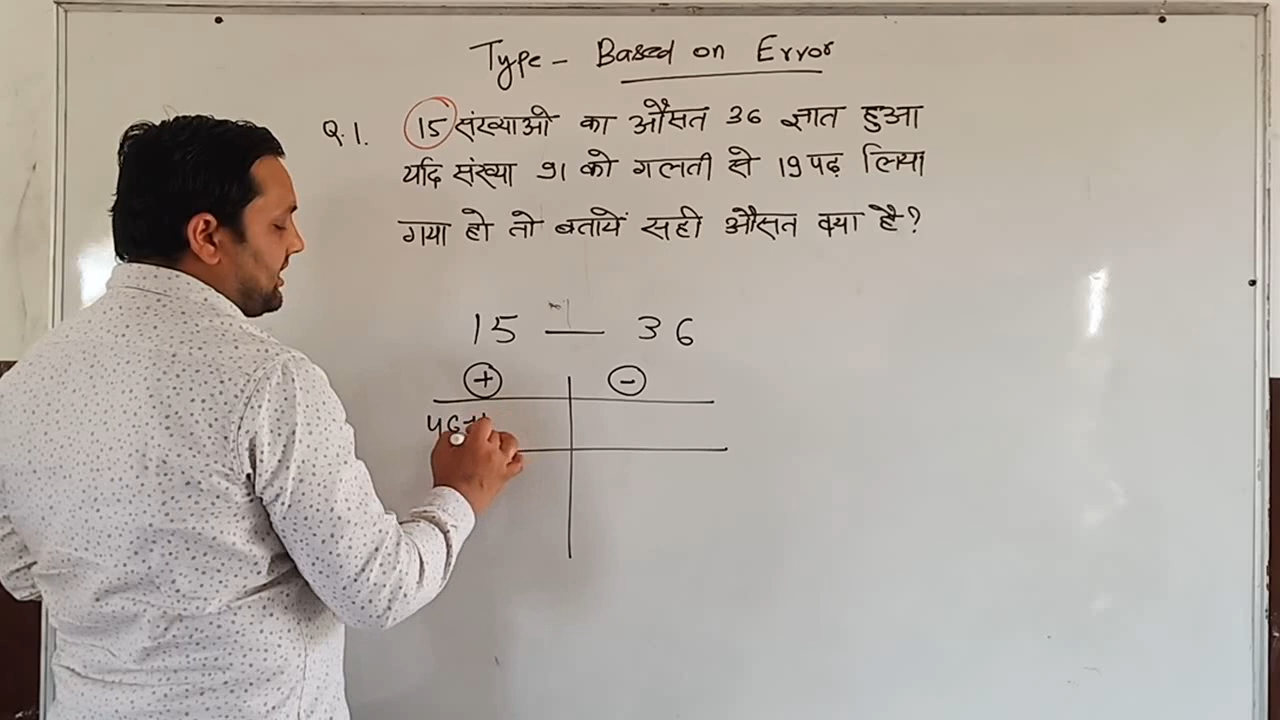 Type - Based on Error
Q.1. 15 संख्याओ का औसत 36 ज्ञात हुआ
यदि संख्या 91 को गलती से 19 पढ़ लिया
गया हो तो बतायें सही औसत क्या है?
15 — 36
+ -